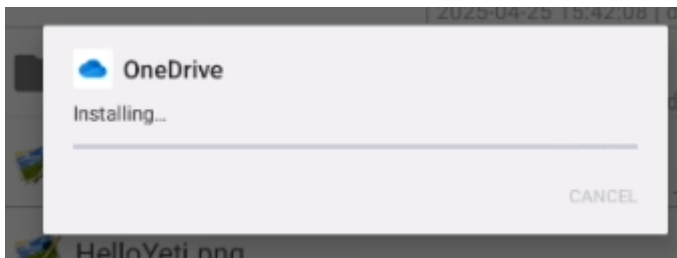 | 2025-04-25 15:42:08 | d
OneDrive
Installing...
CANCEL
HelloYeti.png